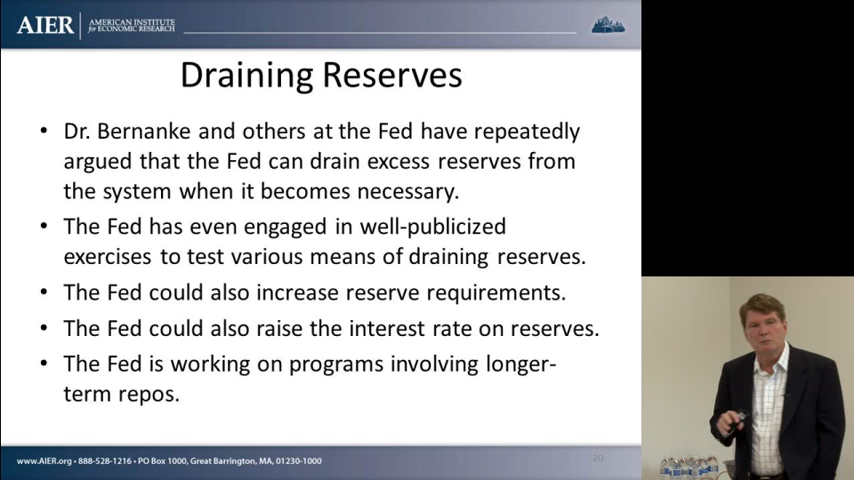 AIER
AMERICAN INSTITUTE
for ECONOMIC RESEARCH
Draining Reserves
• Dr. Bernanke and others at the Fed have repeatedly
argued that the Fed can drain excess reserves from
the system when it becomes necessary.
• The Fed has even engaged in well-publicized
exercises to test various means of draining reserves.
• The Fed could also increase reserve requirements.
• The Fed could also raise the interest rate on reserves.
• The Fed is working on programs involving longer-
term repos.
www.AIER.org • 888-528-1216 • PO Box 1000, Great Barrington, MA, 01230-1000
20